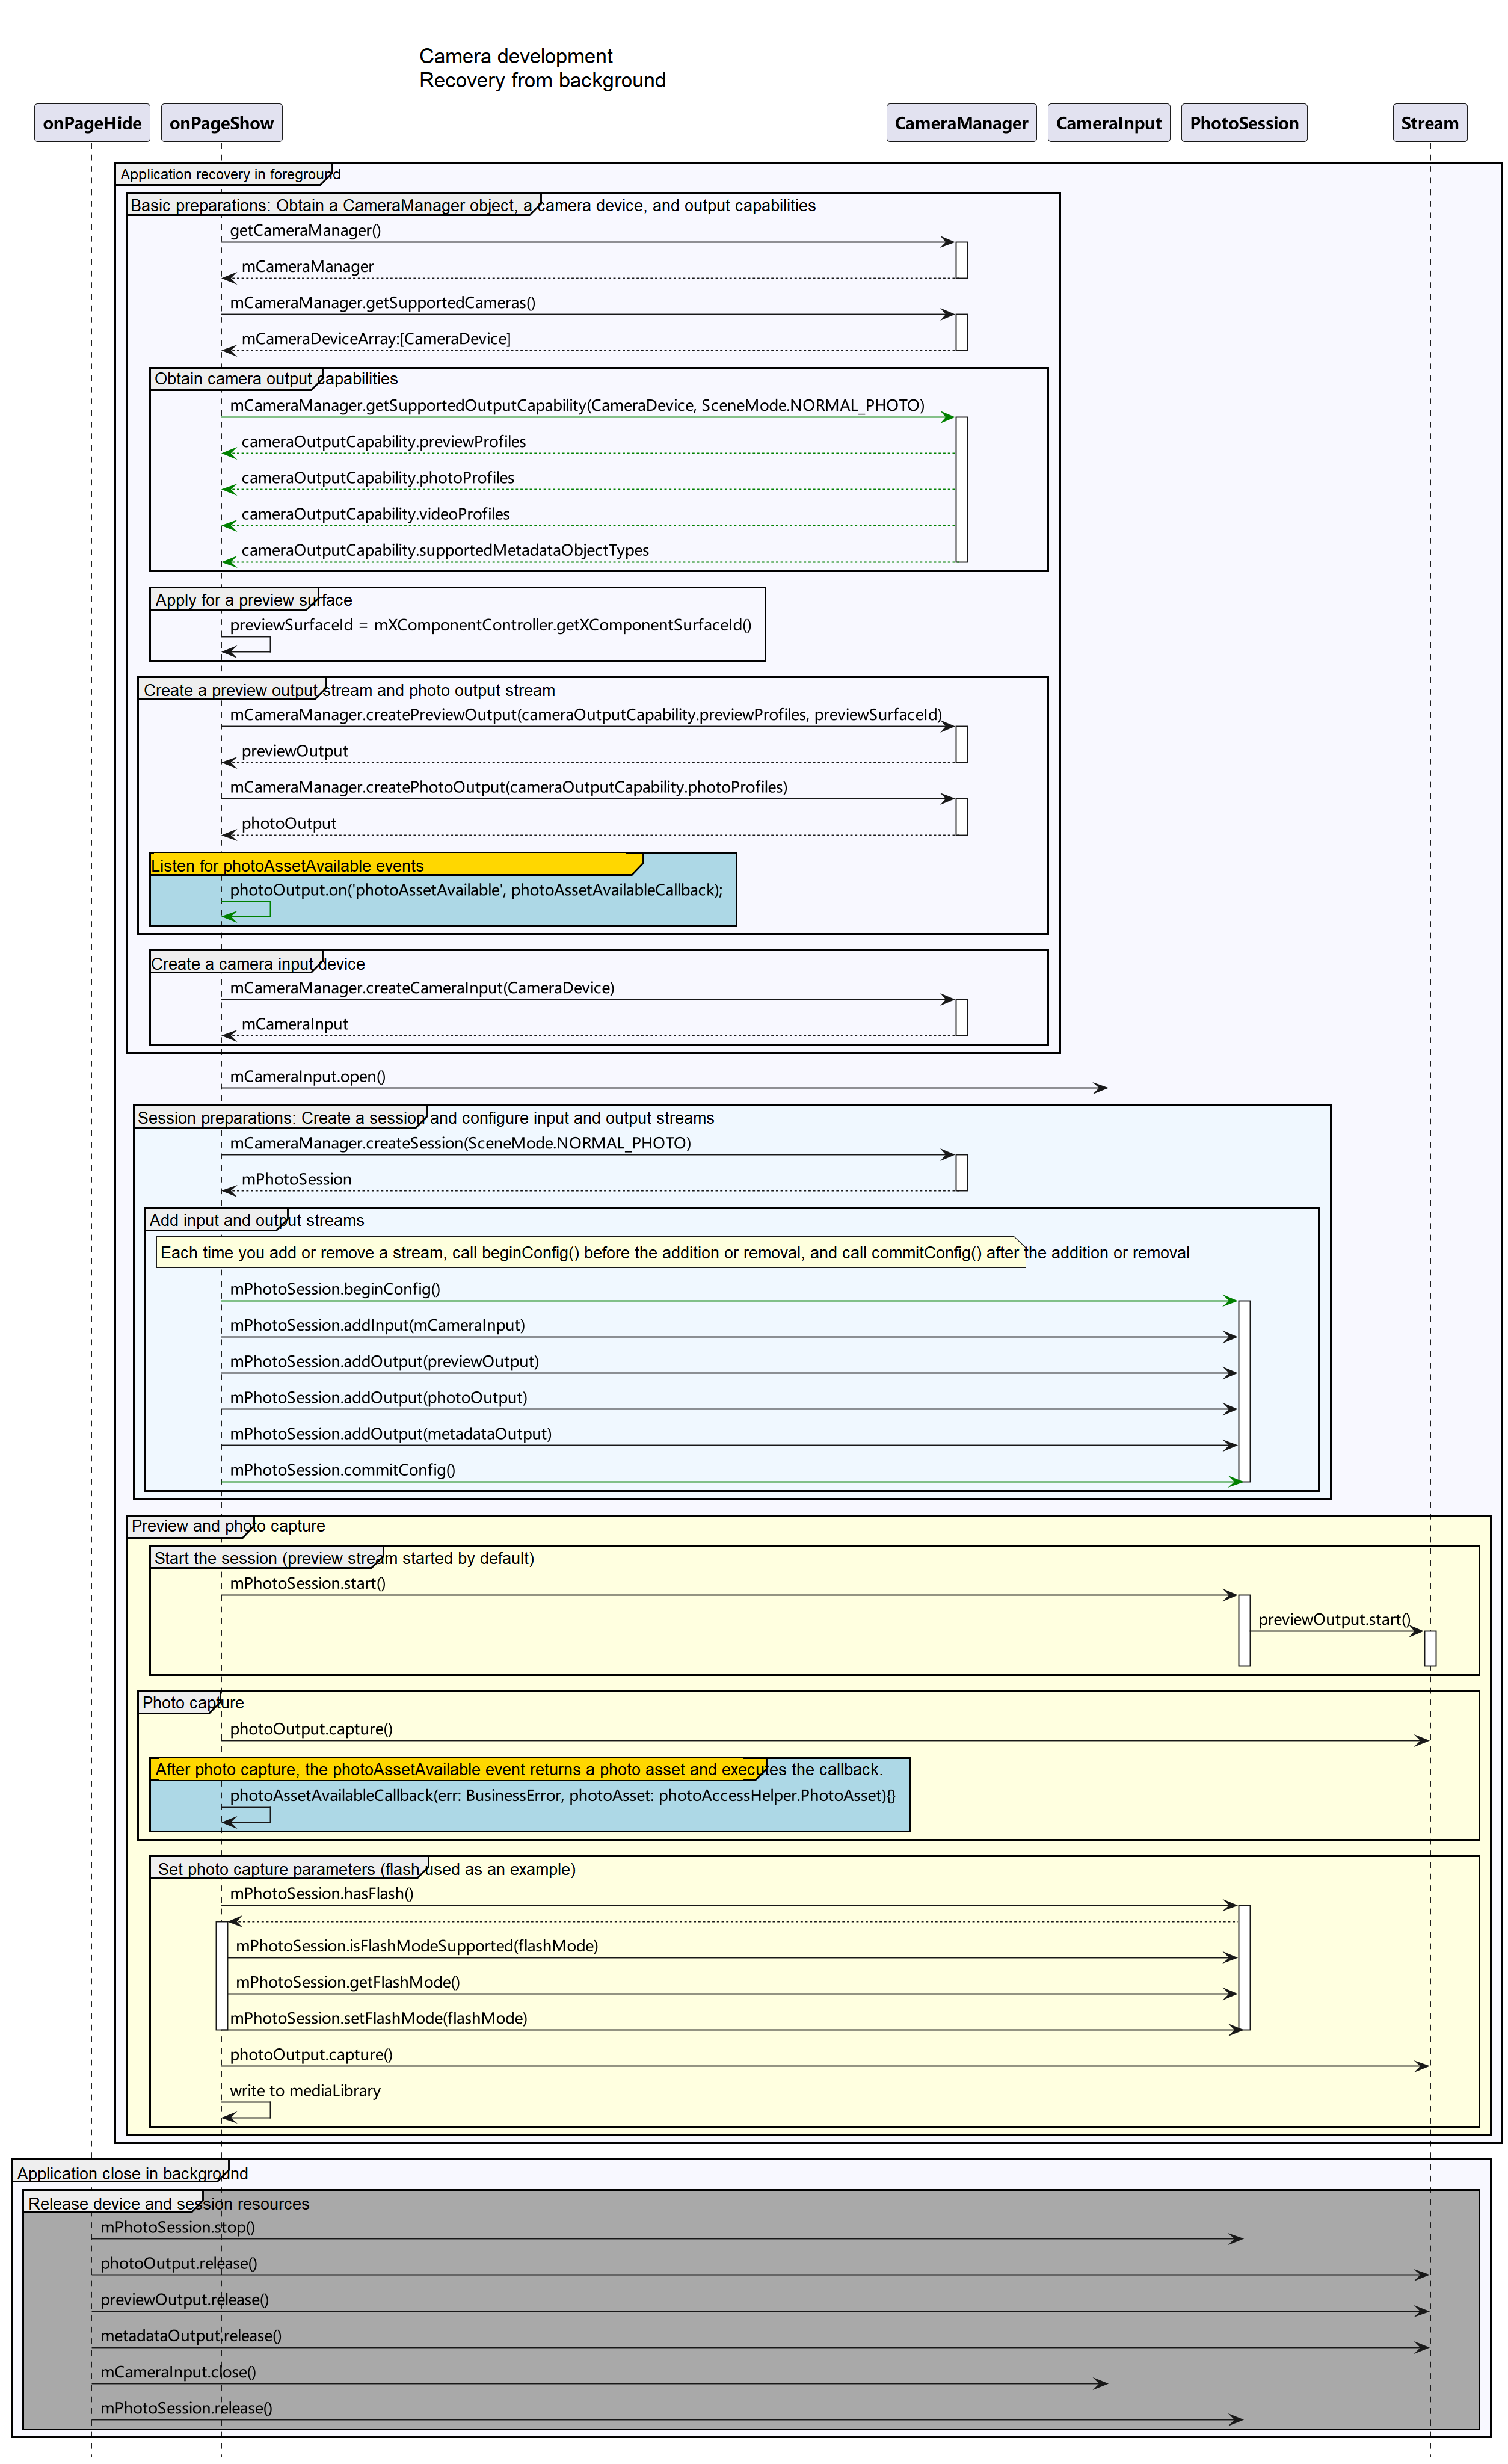 Camera development
Recovery from background
onPageHide
onPageShow
CameraManager
CameraInput
PhotoSession
Stream
Application recovery in foreground
Basic preparations: Obtain a CameraManager object, a camera device, and output capabilities
getCameraManager()
mCameraManager
mCameraManager.getSupportedCameras()
mCameraDeviceArray:[CameraDevice]
Obtain camera output capabilities
mCameraManager.getSupportedOutputCapability(CameraDevice, SceneMode.NORMAL_PHOTO)
cameraOutputCapability.previewProfiles
cameraOutputCapability.photoProfiles
cameraOutputCapability.videoProfiles
cameraOutputCapability.supportedMetadataObjectTypes
Apply for a preview surface
previewSurfaceId = mXComponentController.getXComponentSurfaceId()
Create a preview output stream and photo output stream
mCameraManager.createPreviewOutput(cameraOutputCapability.previewProfiles, previewSurfaceId)
previewOutput
mCameraManager.createPhotoOutput(cameraOutputCapability.photoProfiles)
photoOutput
Listen for photoAssetAvailable events
photoOutput.on('photoAssetAvailable', photoAssetAvailableCallback);
Create a camera input device
mCameraManager.createCameraInput(CameraDevice)
mCameraInput
mCameraInput.open()
Session preparations: Create a session and configure input and output streams
mCameraManager.createSession(SceneMode.NORMAL_PHOTO)
mPhotoSession
Add input and output streams
Each time you add or remove a stream, call beginConfig() before the addition or removal, and call commitConfig() after the addition or removal
mPhotoSession.beginConfig()
mPhotoSession.addInput(mCameraInput)
mPhotoSession.addOutput(previewOutput)
mPhotoSession.addOutput(photoOutput)
mPhotoSession.addOutput(metadataOutput)
mPhotoSession.commitConfig()
Preview and photo capture
Start the session (preview stream started by default)
mPhotoSession.start()
previewOutput.start()
Photo capture
photoOutput.capture()
After photo capture, the photoAssetAvailable event returns a photo asset and executes the callback.
photoAssetAvailableCallback(err: BusinessError, photoAsset: photoAccessHelper.PhotoAsset){}
Set photo capture parameters (flash used as an example)
mPhotoSession.hasFlash()
mPhotoSession.isFlashModeSupported(flashMode)
mPhotoSession.getFlashMode()
mPhotoSession.setFlashMode(flashMode)
photoOutput.capture()
write to mediaLibrary
Application close in background
Release device and session resources
mPhotoSession.stop()
photoOutput.release()
previewOutput.release()
metadataOutput.release()
mCameraInput.close()
mPhotoSession.release()